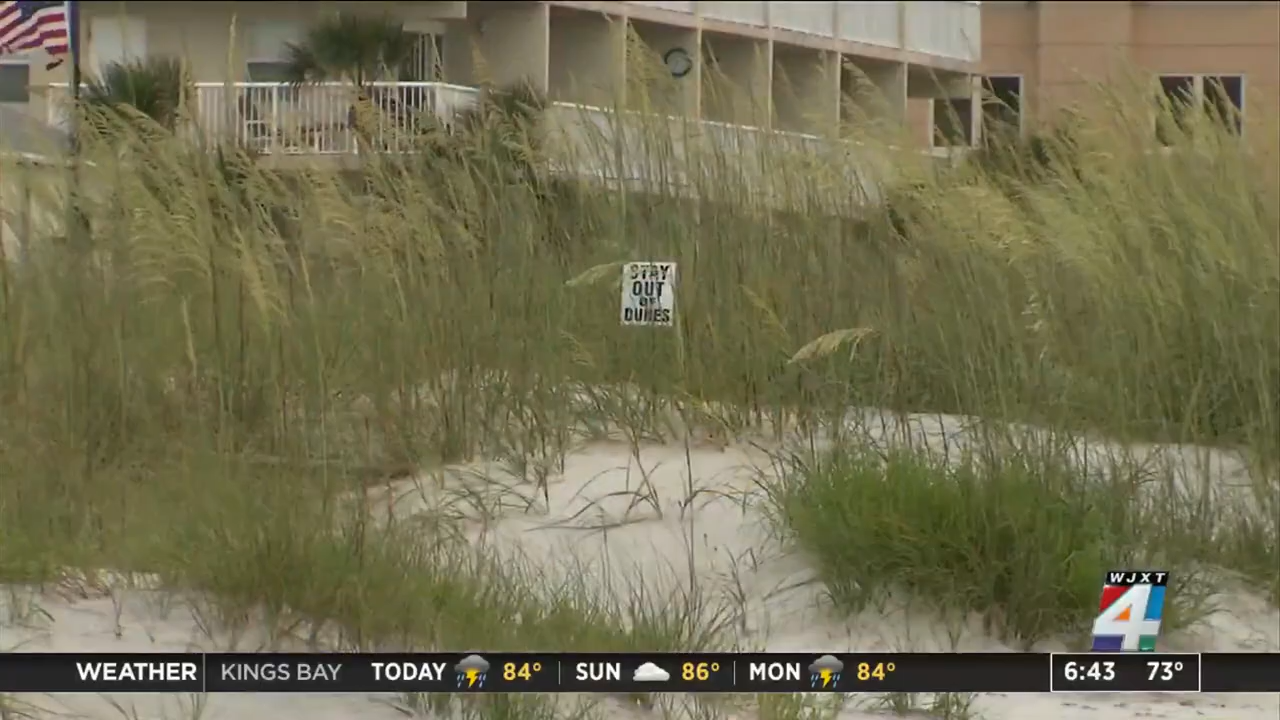 STAY
OUT
OF
DUNES
WJXT
4
WEATHER KINGS BAY TODAY 84° SUN 86° MON 84° 6:43 73°